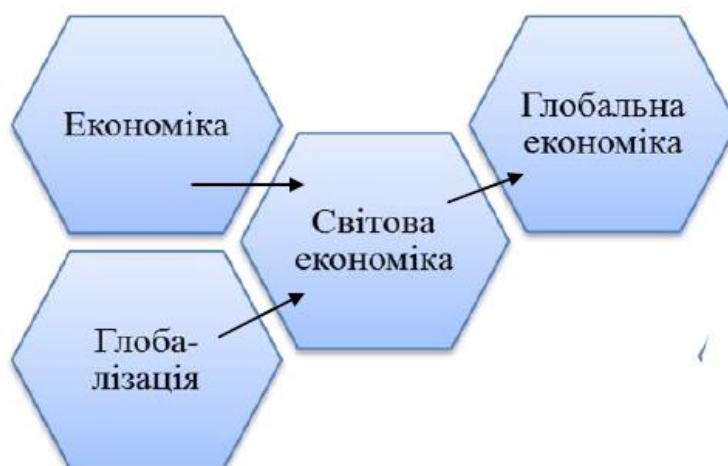 Економіка
Глобальна
економіка
Світова
економіка
Глоба-
лізація